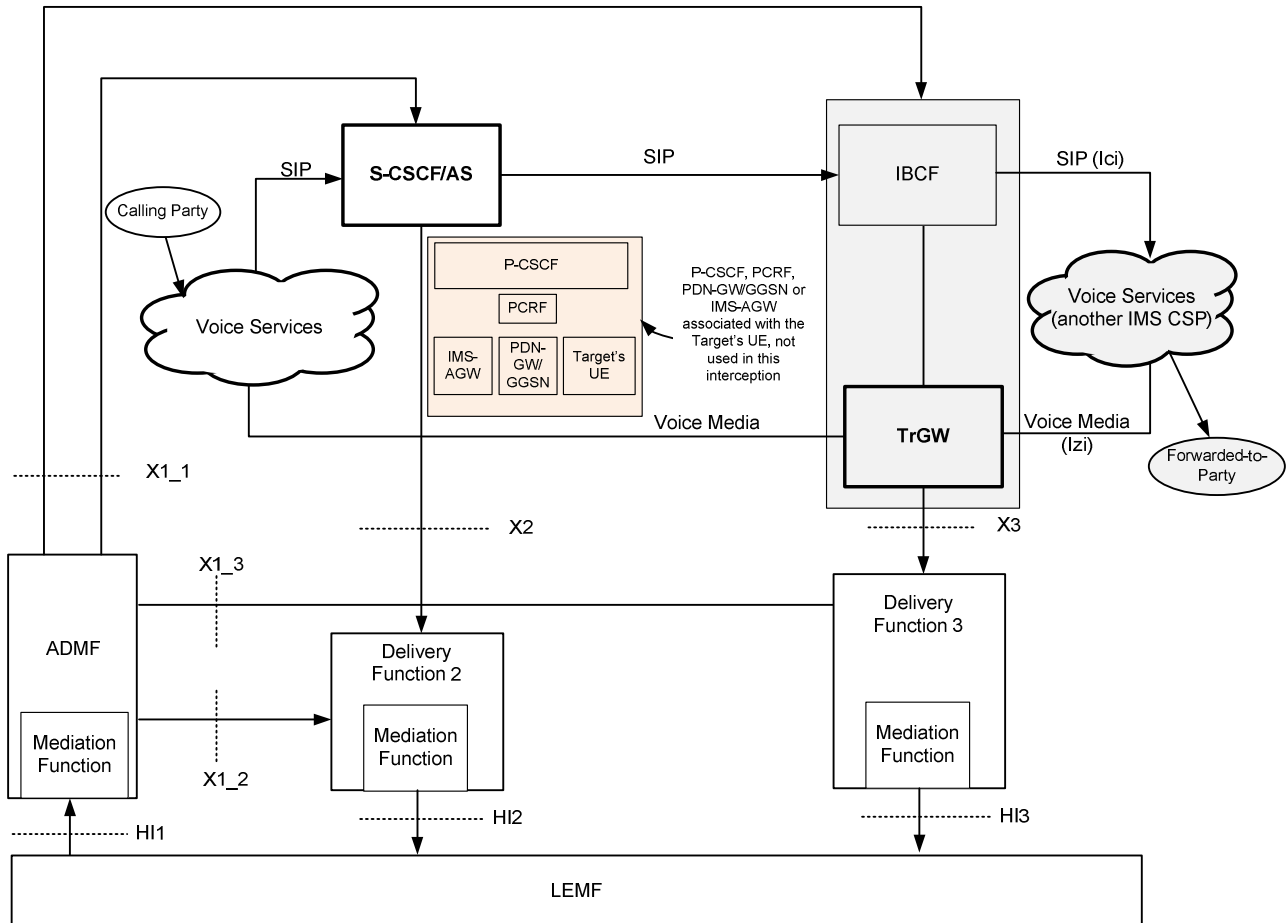 S-CSCF/AS
SIP
SIP
IBCF
SIP (Ici)
Calling Party
P-CSCF
PCRF
IMS-
AGW
PDN-
GW/
GGSN
Target's
UE
P-CSCF, PCRF,
PDN-GW/GGSN or
IMS-AGW
associated with the
Target's UE, not
used in this
interception
Voice Services
Voice Services
(another IMS CSP)
Voice Media
TrGW
Voice Media
(Izi)
Forwarded-to-
Party
X1_1
X2
X3
X1_3
ADMF
Mediation
Function
Delivery
Function 2
Mediation
Function
Delivery
Function 3
Mediation
Function
X1_2
HI1
HI2
HI3
LEMF